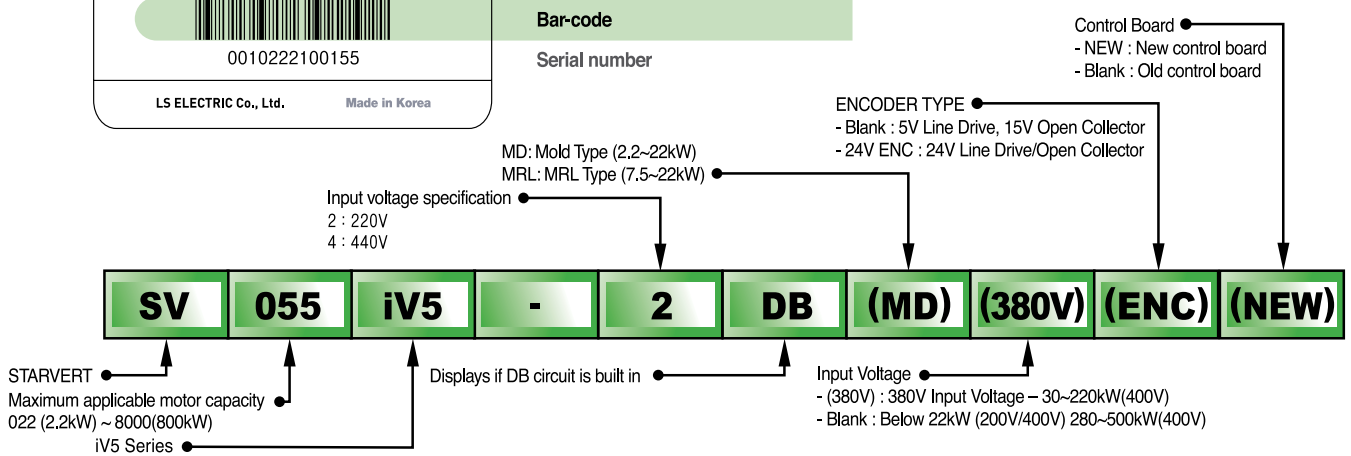 Bar-code
0010222100155
Serial number
LS ELECTRIC Co., Ltd. Made in Korea
Control Board
- NEW : New control board
- Blank : Old control board
ENCODER TYPE
- Blank : 5V Line Drive, 15V Open Collector
- 24V ENC : 24V Line Drive/Open Collector
MD: Mold Type (2.2~22kW)
MRL: MRL Type (7.5~22kW)
Input voltage specification
2 : 220V
4 : 440V
SV 055 iV5 - 2 DB (MD) (380V) (ENC) (NEW)
STARVERT
Maximum applicable motor capacity
022 (2.2kW) ~ 8000(800kW)
iV5 Series
Displays if DB circuit is built in
Input Voltage
- (380V) : 380V Input Voltage – 30~220kW(400V)
- Blank : Below 22kW (200V/400V) 280~500kW(400V)